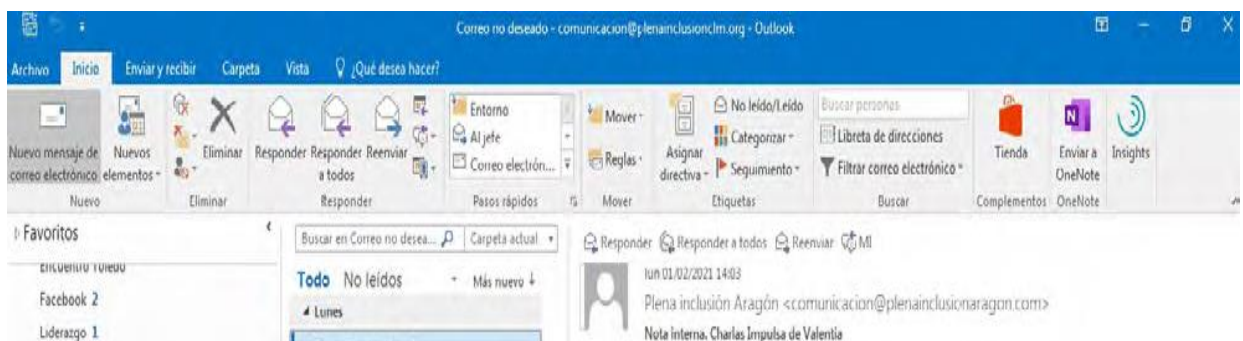 Correo no deseado - comunicacion@plenainclusionclm.org - Outlook
Archivo Inicio Enviar y recibir Carpeta Vista ¿Qué desea hacer?
Nuevo mensaje de correo electrónico
Nuevos elementos
Nuevo
Eliminar
Eliminar
Responder
Responder a todos
Reenviar
Responder
Entorno
Al jefe
Correo electrón...
Pasos rápidos
Mover
Reglas
Mover
Asignar directiva
No leído/Leído
Categorizar
Seguimiento
Etiquetas
Buscar personas
Libreta de direcciones
Filtrar correo electrónico
Buscar
Tienda
Complementos
Enviar a OneNote
OneNote
Insights
Favoritos
Encuentro Toledo
Facebook 2
Liderazgo 1
Buscar en Correo no desea... Carpeta actual
Todo No leídos Más nuevo
Lunes
Responder Responder a todos Reenviar MI
lun 01/02/2021 14:03
Plena inclusión Aragón <comunicacion@plenainclusionaragon.com>
Nota interna. Charlas Impulsa de Valentia